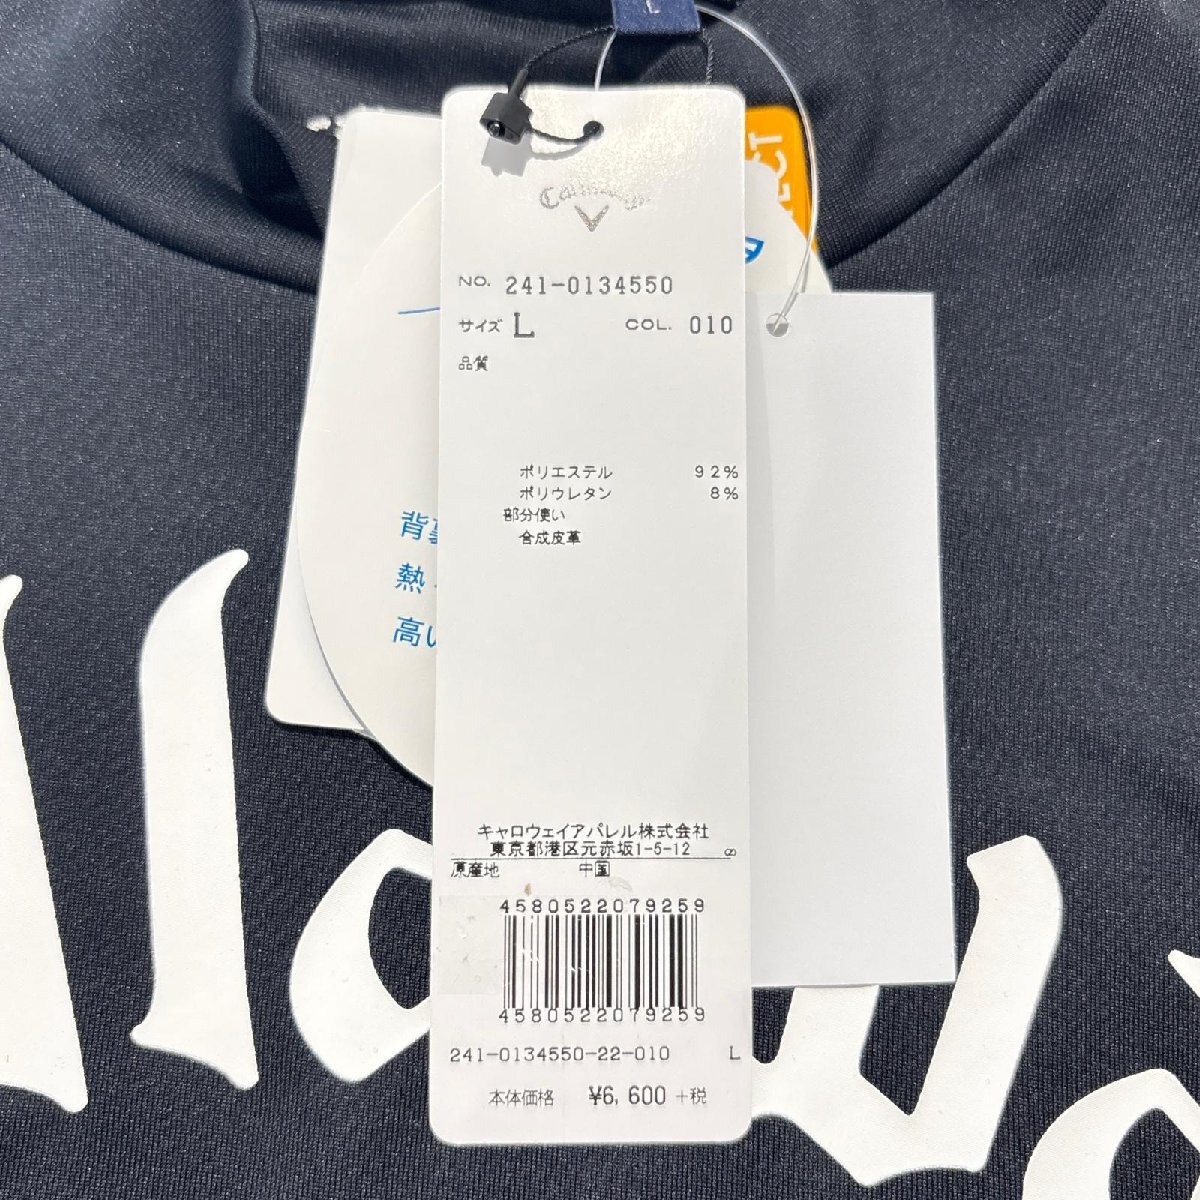 Callaway
NO. 241-0134550
サイズ L COL. 010
品質
ポリエステル 92%
ポリウレタン 8%
部分使い
合成皮革
キャロウェイアパレル株式会社
東京都港区元赤坂1-5-12
原産地 中国
4580522079259
4580522079259
241-0134550-22-010 L
本体価格 ¥6,600 +税
熱
高い